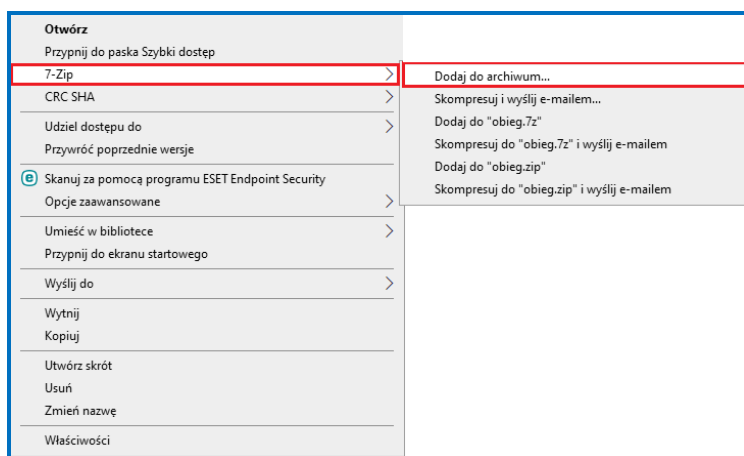 Otwórz
Przypnij do paska Szybki dostęp
7-Zip
CRC SHA
Udziel dostępu do
Przywróć poprzednie wersje
Skanuj za pomocą programu ESET Endpoint Security
Opcje zaawansowane
Umieść w bibliotece
Przypnij do ekranu startowego
Wyślij do
Wytnij
Kopiuj
Utwórz skrót
Usuń
Zmień nazwę
Właściwości
Dodaj do archiwum...
Skompresuj i wyślij e-mailem...
Dodaj do "obieg.7z"
Skompresuj do "obieg.7z" i wyślij e-mailem
Dodaj do "obieg.zip"
Skompresuj do "obieg.zip" i wyślij e-mailem